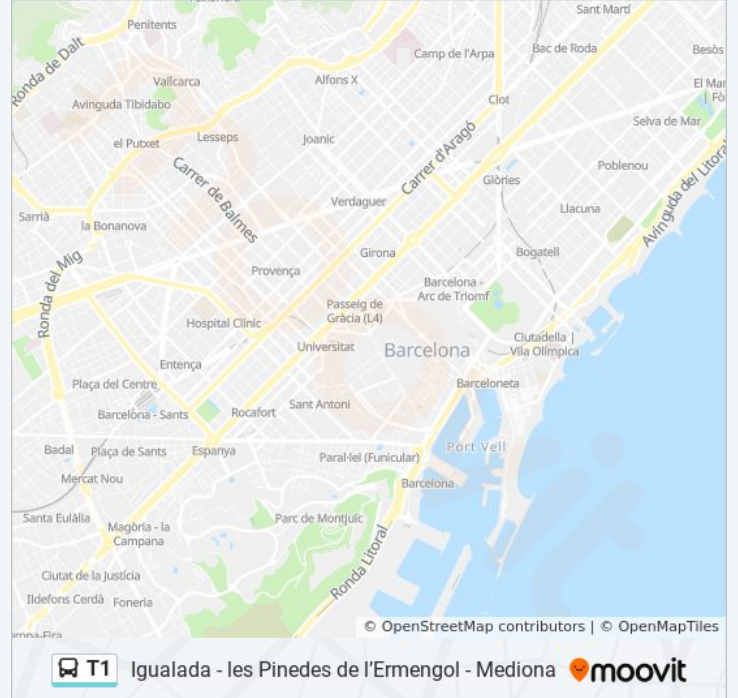 Sant Martí
Penitents
Bac de Roda
Camp de l'Arpa
Besòs
Ronda de Dalt
Vallcarca
Alfons X
El Mar
| Fò
Avinguda Tibidabo
Clot
Selva de Mar
el Putxet
Lesseps
Joanic
Carrer d'Aragó
Poblenou
Carrer de Balmes
Glòries
Avinguda del Litoral
Verdaguer
Llacuna
Sarrià
la Bonanova
Girona
Bogatell
Ronda del Mig
Provença
Barcelona -
Arc de Triomf
Passeig de
Gràcia (L4)
Hospital Clínic
Universitat
Barcelona
Ciutadella |
Vila Olímpica
Entença
Plaça del Centre
Barceloneta
Barcelona - Sants
Rocafort
Sant Antoni
Badal
Plaça de Sants
Espanya
Paral·lel (Funicular)
Port Vell
Mercat Nou
Barcelona
Santa Eulàlia
Magòria - la
Campana
Parc de Montjuïc
Ronda Litoral
Ciutat de la Justícia
Ildefons Cerdà
Foneria
© OpenStreetMap contributors | © OpenMapTiles
T1 Igualada - les Pinedes de l'Ermengol - Mediona moovit